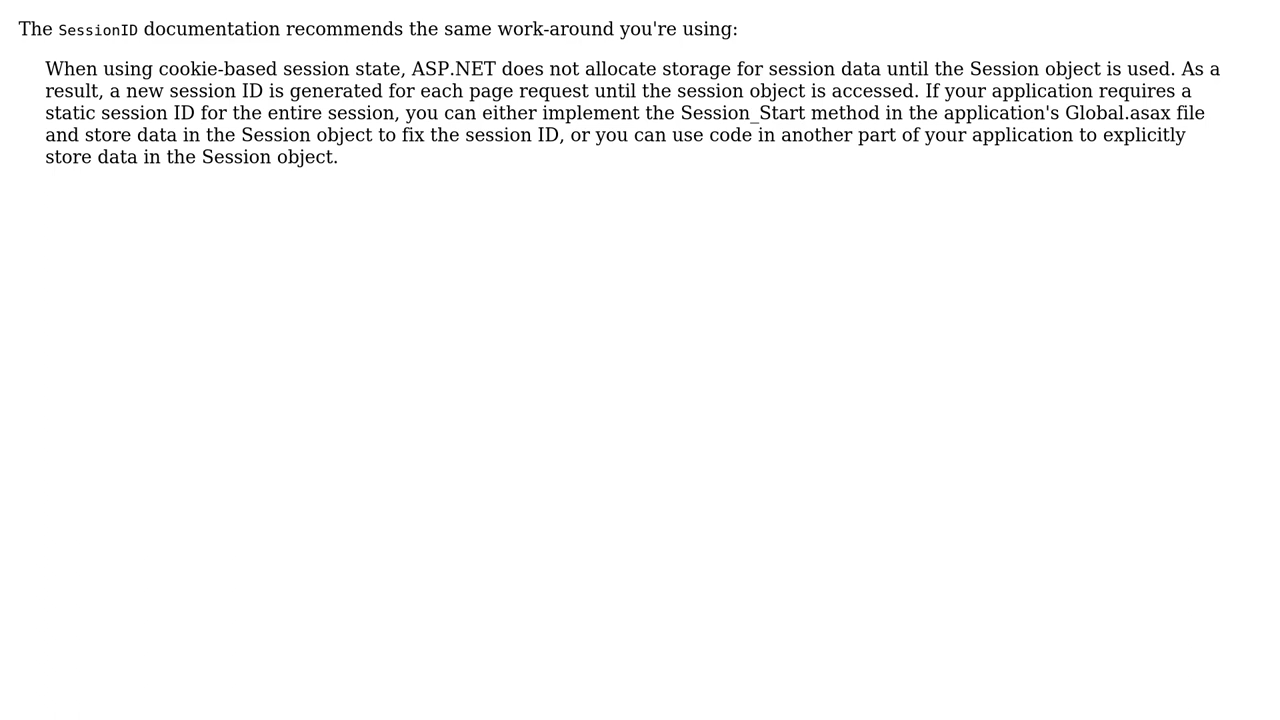 The SessionID documentation recommends the same work-around you're using:
When using cookie-based session state, ASP.NET does not allocate storage for session data until the Session object is used. As a
result, a new session ID is generated for each page request until the session object is accessed. If your application requires a
static session ID for the entire session, you can either implement the Session_Start method in the application's Global.asax file
and store data in the Session object to fix the session ID, or you can use code in another part of your application to explicitly
store data in the Session object.